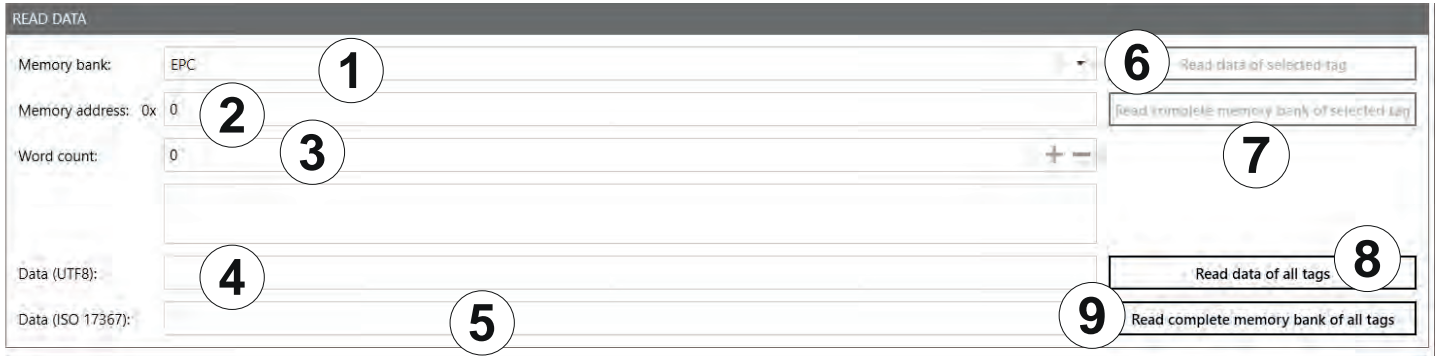 READ DATA
Memory bank: EPC 1 6 Read data of selected tag
Memory address: 0x 0 2 Read complete memory bank of selected tag
Word count: 0 3 + − 7
Data (UTF8): 4 Read data of all tags 8
Data (ISO 17367): 5 9 Read complete memory bank of all tags